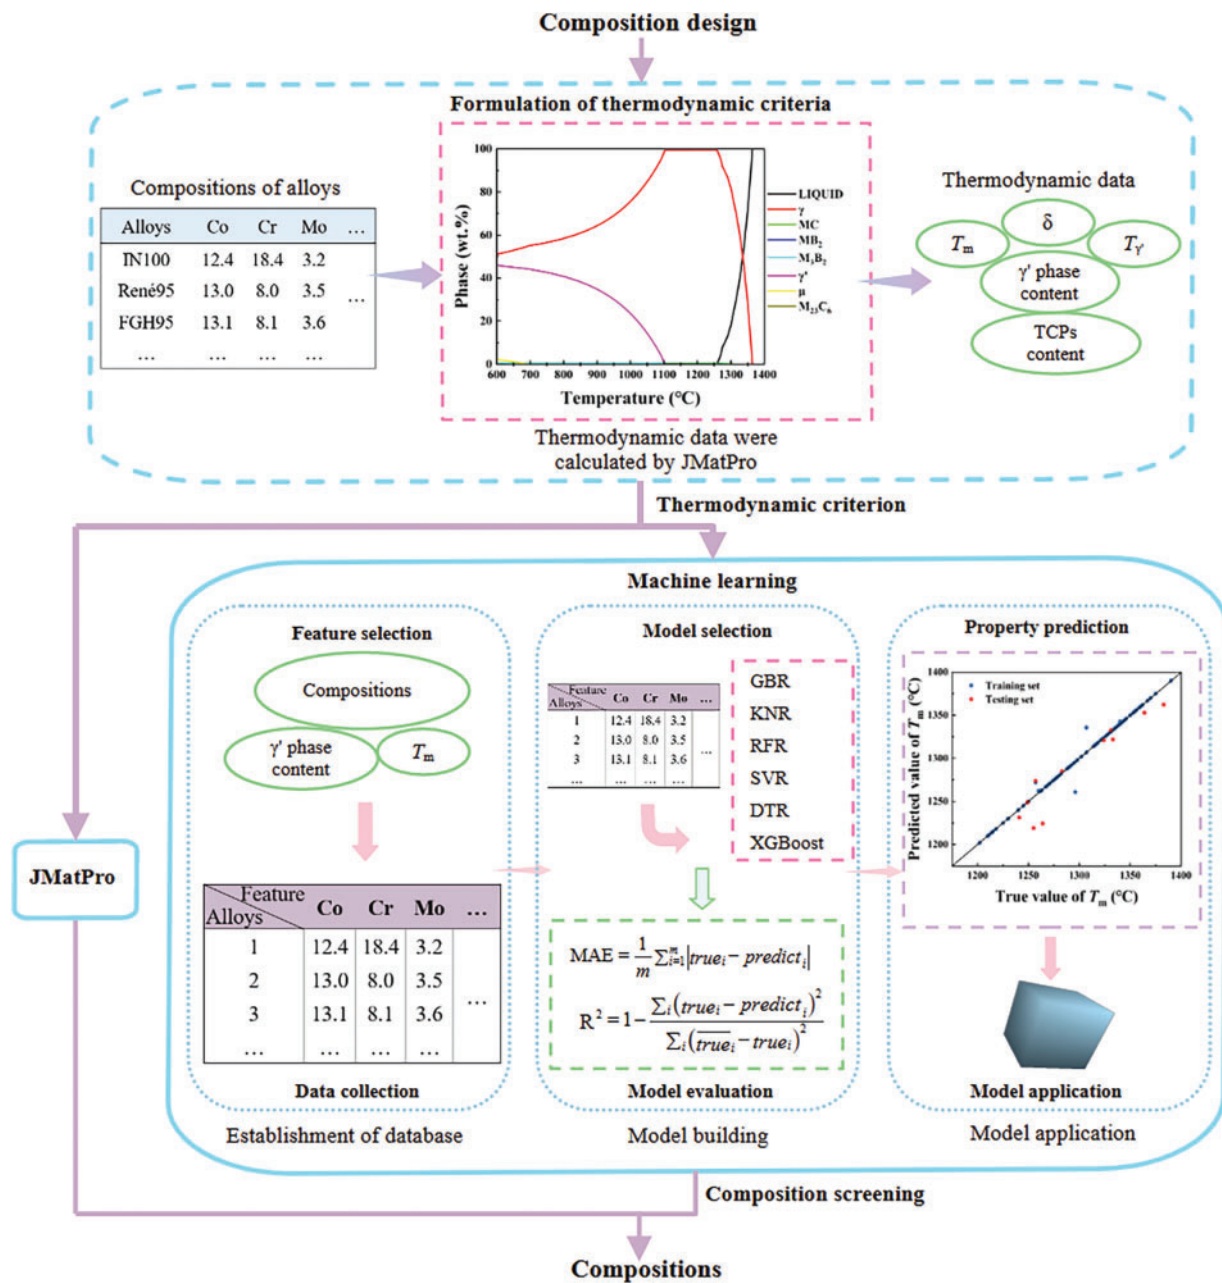 Composition design
Formulation of thermodynamic criteria
Compositions of alloys
Alloys Co Cr Mo …
IN100 12.4 18.4 3.2
René95 13.0 8.0 3.5 …
FGH95 13.1 8.1 3.6
… … … …
Phase (wt.%)
100
80
60
40
20
0
600 700 800 900 1000 1100 1200 1300 1400
Temperature (°C)
LIQUID
γ
MC
MB2
M3B2
γ'
μ
M23C6
Thermodynamic data were
calculated by JMatPro
Thermodynamic data
δ
Tm
Tγ'
γ' phase
content
TCPs
content
Thermodynamic criterion
JMatPro
Machine learning
Feature selection
Compositions
γ' phase
content
Tm
Feature
Alloys Co Cr Mo …
1 12.4 18.4 3.2
2 13.0 8.0 3.5 …
3 13.1 8.1 3.6
… … … …
Data collection
Establishment of database
Model selection
Feature
Alloys Co Cr Mo …
1 12.4 18.4 3.2
2 13.0 8.0 3.5 …
3 13.1 8.1 3.6
… … … …
GBR
KNR
RFR
SVR
DTR
XGBoost
MAE = 1/m ∑i=1^m |truei − predicti|
R² = 1 − ∑i(truei − predicti)² / ∑i(t̅r̅u̅e̅i − truei)²
Model evaluation
Model building
Property prediction
Predicted value of Tm (°C)
1400
1350
1300
1250
1200
Training set
Testing set
1200 1250 1300 1350 1400
True value of Tm (°C)
Model application
Model application
Composition screening
Compositions